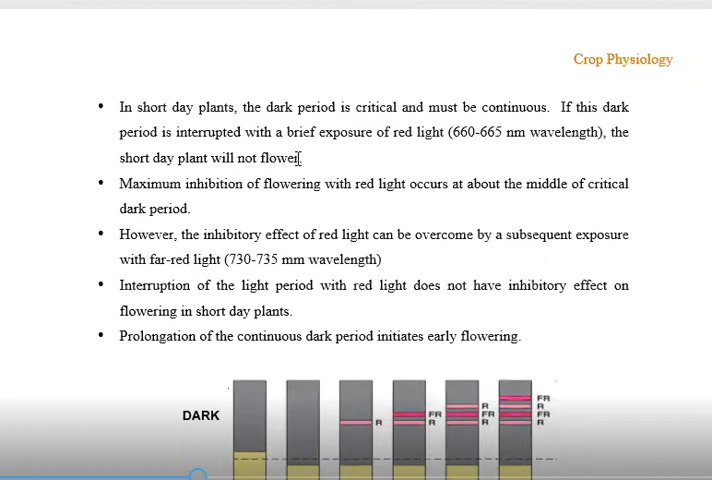 Crop Physiology
• In short day plants, the dark period is critical and must be continuous. If this dark
period is interrupted with a brief exposure of red light (660-665 nm wavelength), the
short day plant will not flower
• Maximum inhibition of flowering with red light occurs at about the middle of critical
dark period.
• However, the inhibitory effect of red light can be overcome by a subsequent exposure
with far-red light (730-735 mm wavelength)
• Interruption of the light period with red light does not have inhibitory effect on
flowering in short day plants.
• Prolongation of the continuous dark period initiates early flowering.
FR
R
R
DARK
FR
FR
FR
R
R
R
R